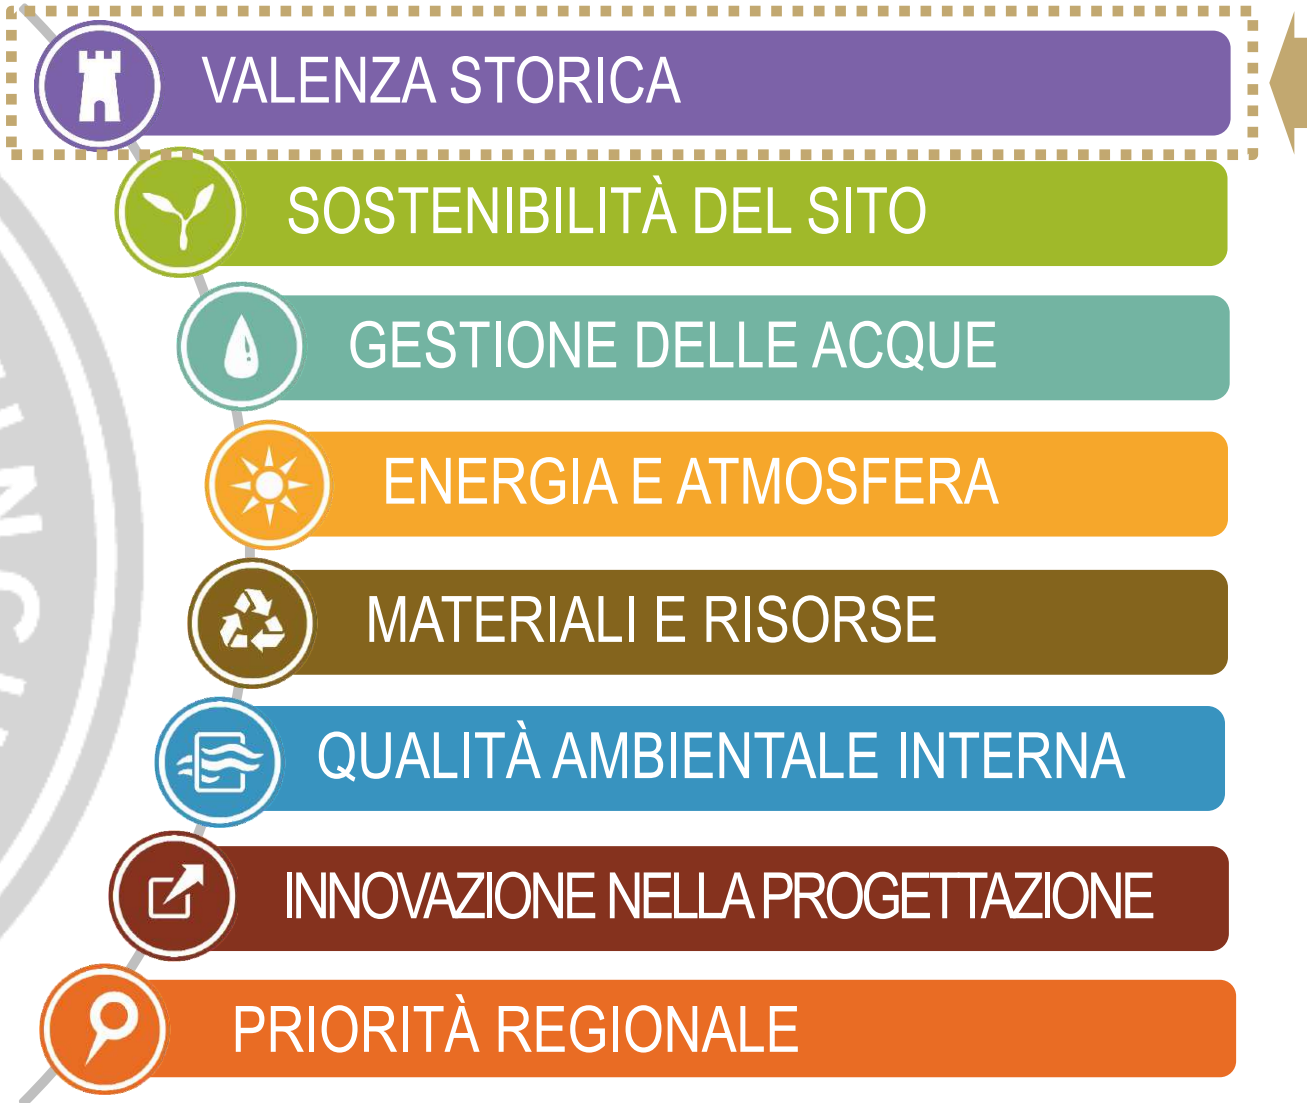 VALENZA STORICA
SOSTENIBILITÀ DEL SITO
GESTIONE DELLE ACQUE
ENERGIA E ATMOSFERA
MATERIALI E RISORSE
QUALITÀ AMBIENTALE INTERNA
INNOVAZIONE NELLA PROGETTAZIONE
PRIORITÀ REGIONALE